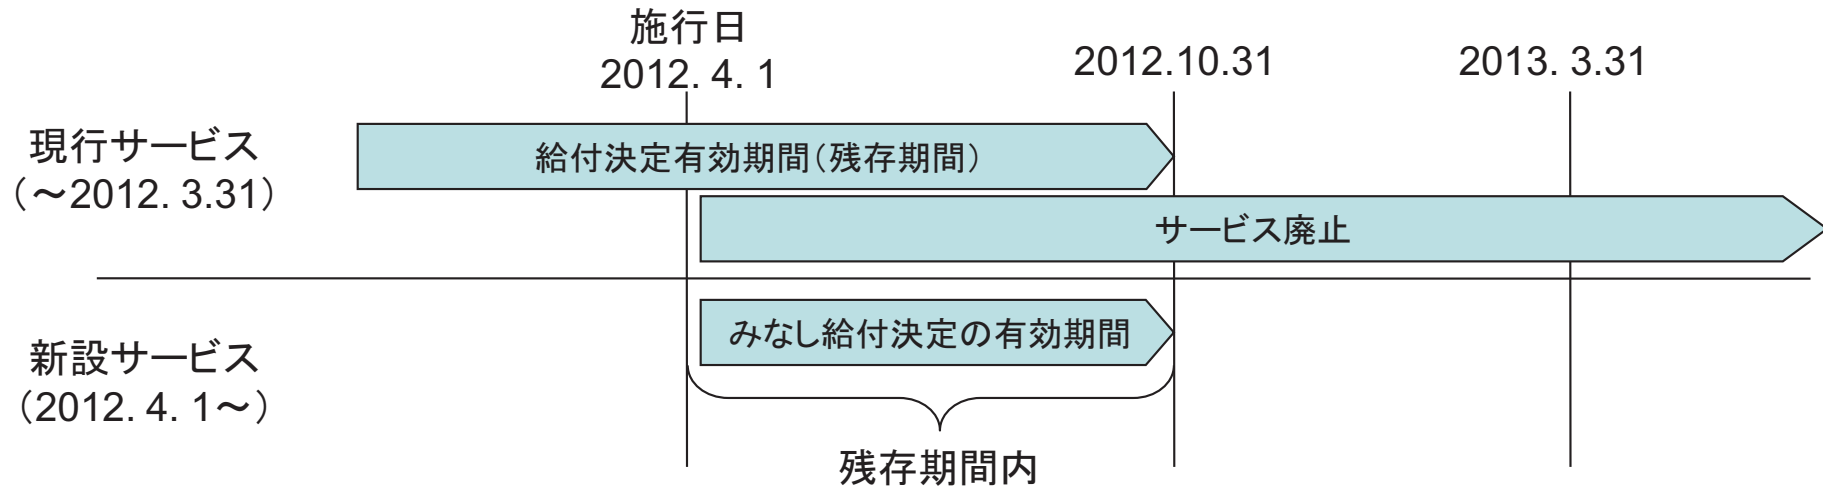 施行日
2012. 4. 1
2012.10.31
2013. 3.31
現行サービス
（～2012. 3.31）
給付決定有効期間（残存期間）
サービス廃止
新設サービス
（2012. 4. 1～）
みなし給付決定の有効期間
残存期間内